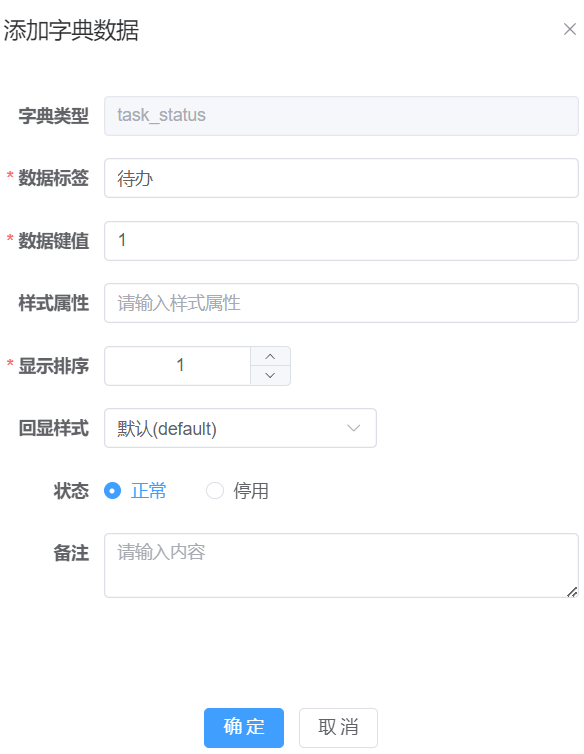 添加字典数据
字典类型 task_status
* 数据标签 待办
* 数据键值 1
样式属性 请输入样式属性
* 显示排序 1
回显样式 默认(default)
状态 正常 停用
备注 请输入内容
确定 取消